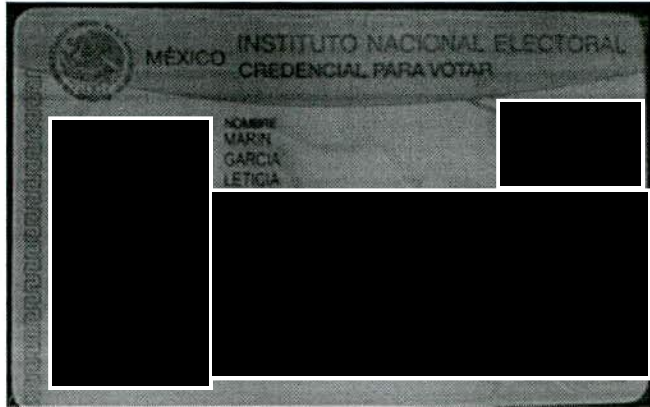 MÉXICO
INSTITUTO NACIONAL ELECTORAL
CREDENCIAL PARA VOTAR
NOMBRE
MARIN
GARCIA
LETICIA